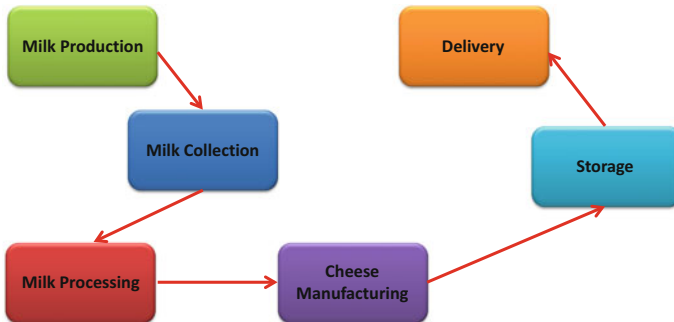 Milk Production
Milk Collection
Milk Processing
Cheese
Manufacturing
Storage
Delivery